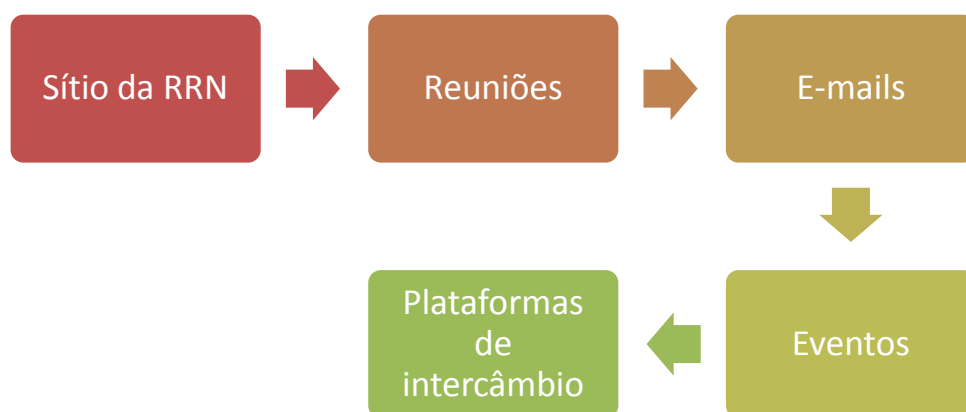 Sítio da RRN
Reuniões
E-mails
Eventos
Plataformas
de
intercâmbio